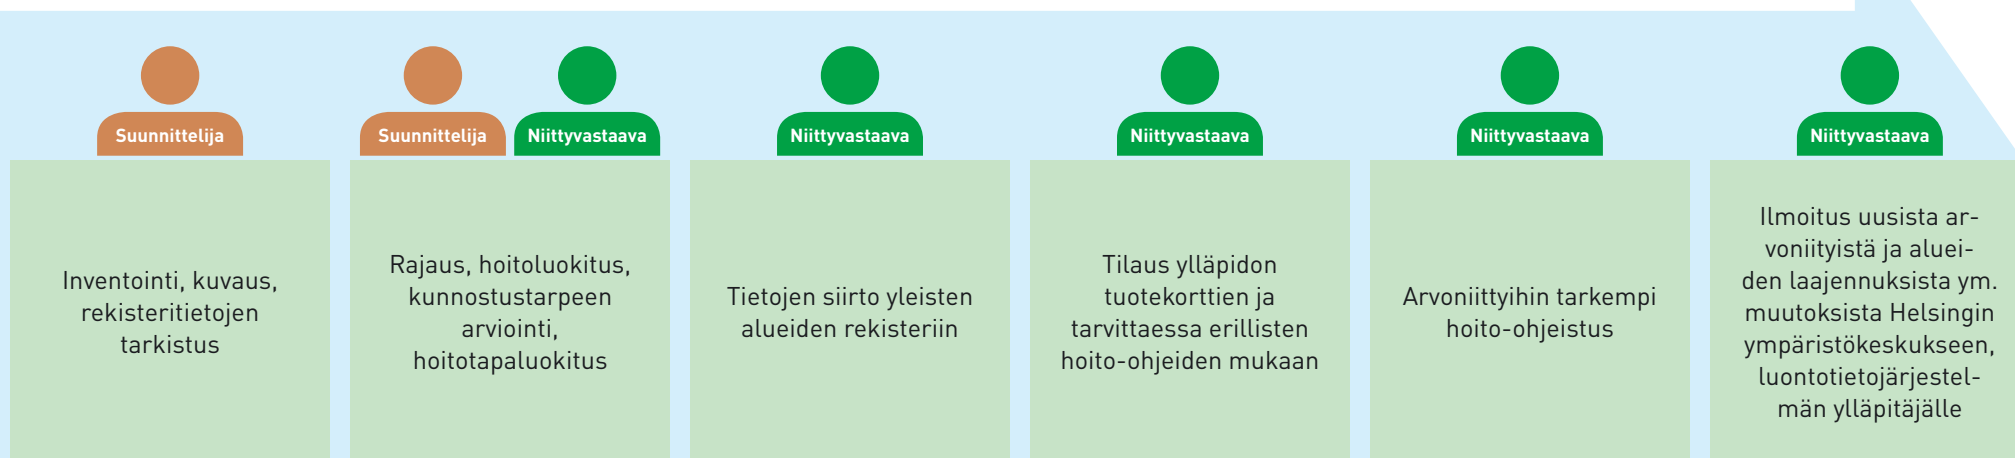 Suunnittelija
Inventointi, kuvaus,
rekisteritietojen
tarkistus
Suunnittelija
Niittyvastaava
Rajaus, hoitoluokitus,
kunnostustarpeen
arviointi,
hoitotapaluokitus
Niittyvastaava
Tietojen siirto yleisten
alueiden rekisteriin
Niittyvastaava
Tilaus ylläpidon
tuotekorttien ja
tarvittaessa erillisten
hoito-ohjeiden mukaan
Niittyvastaava
Arvoniittyihin tarkempi
hoito-ohjeistus
Niittyvastaava
Ilmoitus uusista ar-
voniityistä ja aluei-
den laajennuksista ym.
muutoksista Helsingin
ympäristökeskukseen,
luontotietojärjestel-
män ylläpitäjälle